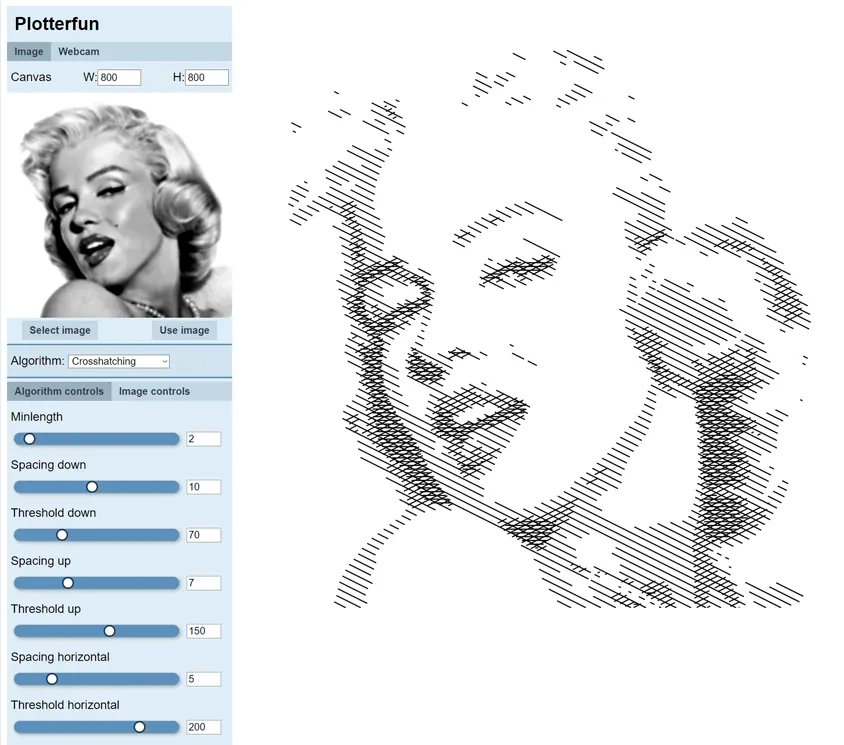 Plotterfun
Image Webcam
Canvas W: 800 H: 800
Select image Use image
Algorithm: Crosshatching
Algorithm controls Image controls
Minlength
2
Spacing down
10
Threshold down
70
Spacing up
7
Threshold up
150
Spacing horizontal
5
Threshold horizontal
200